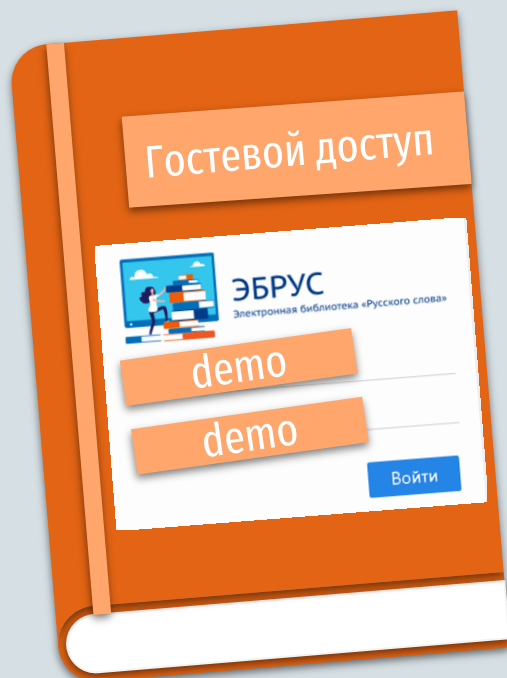 Гостевой доступ
ЭБРУС
Электронная библиотека «Русского слова»
demo
demo
Войти